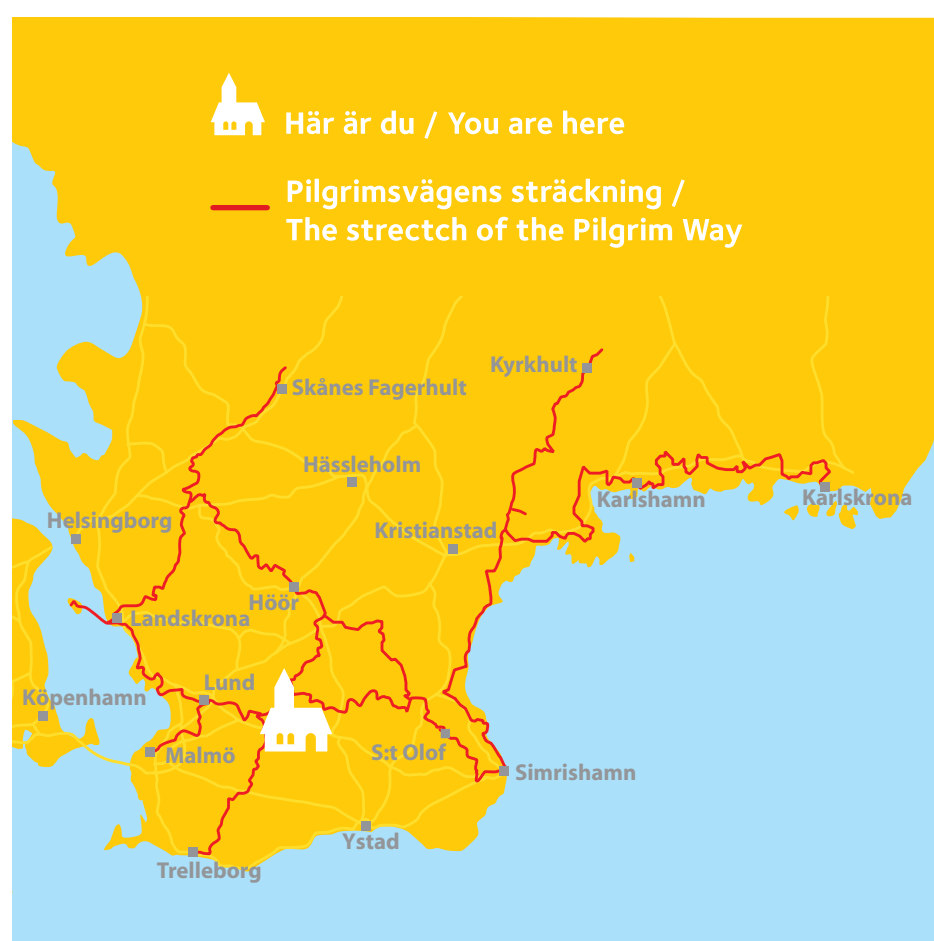 Här är du / You are here
Pilgrimsvägens sträckning /
The strectch of the Pilgrim Way
Kyrkhult
Skånes Fagerhult
Hässleholm
Karlshamn
Karlskrona
Helsingborg
Kristianstad
Höör
Landskrona
Lund
Köpenhamn
Malmö
S:t Olof
Simrishamn
Ystad
Trelleborg